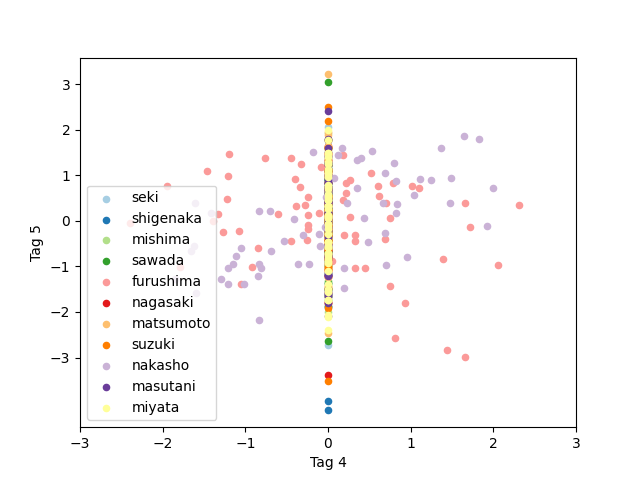 3
2
1
0
−1
−2
−3
Tag 5
seki
shigenaka
mishima
sawada
furushima
nagasaki
matsumoto
suzuki
nakasho
masutani
miyata
−3 −2 −1 0 1 2 3
Tag 4